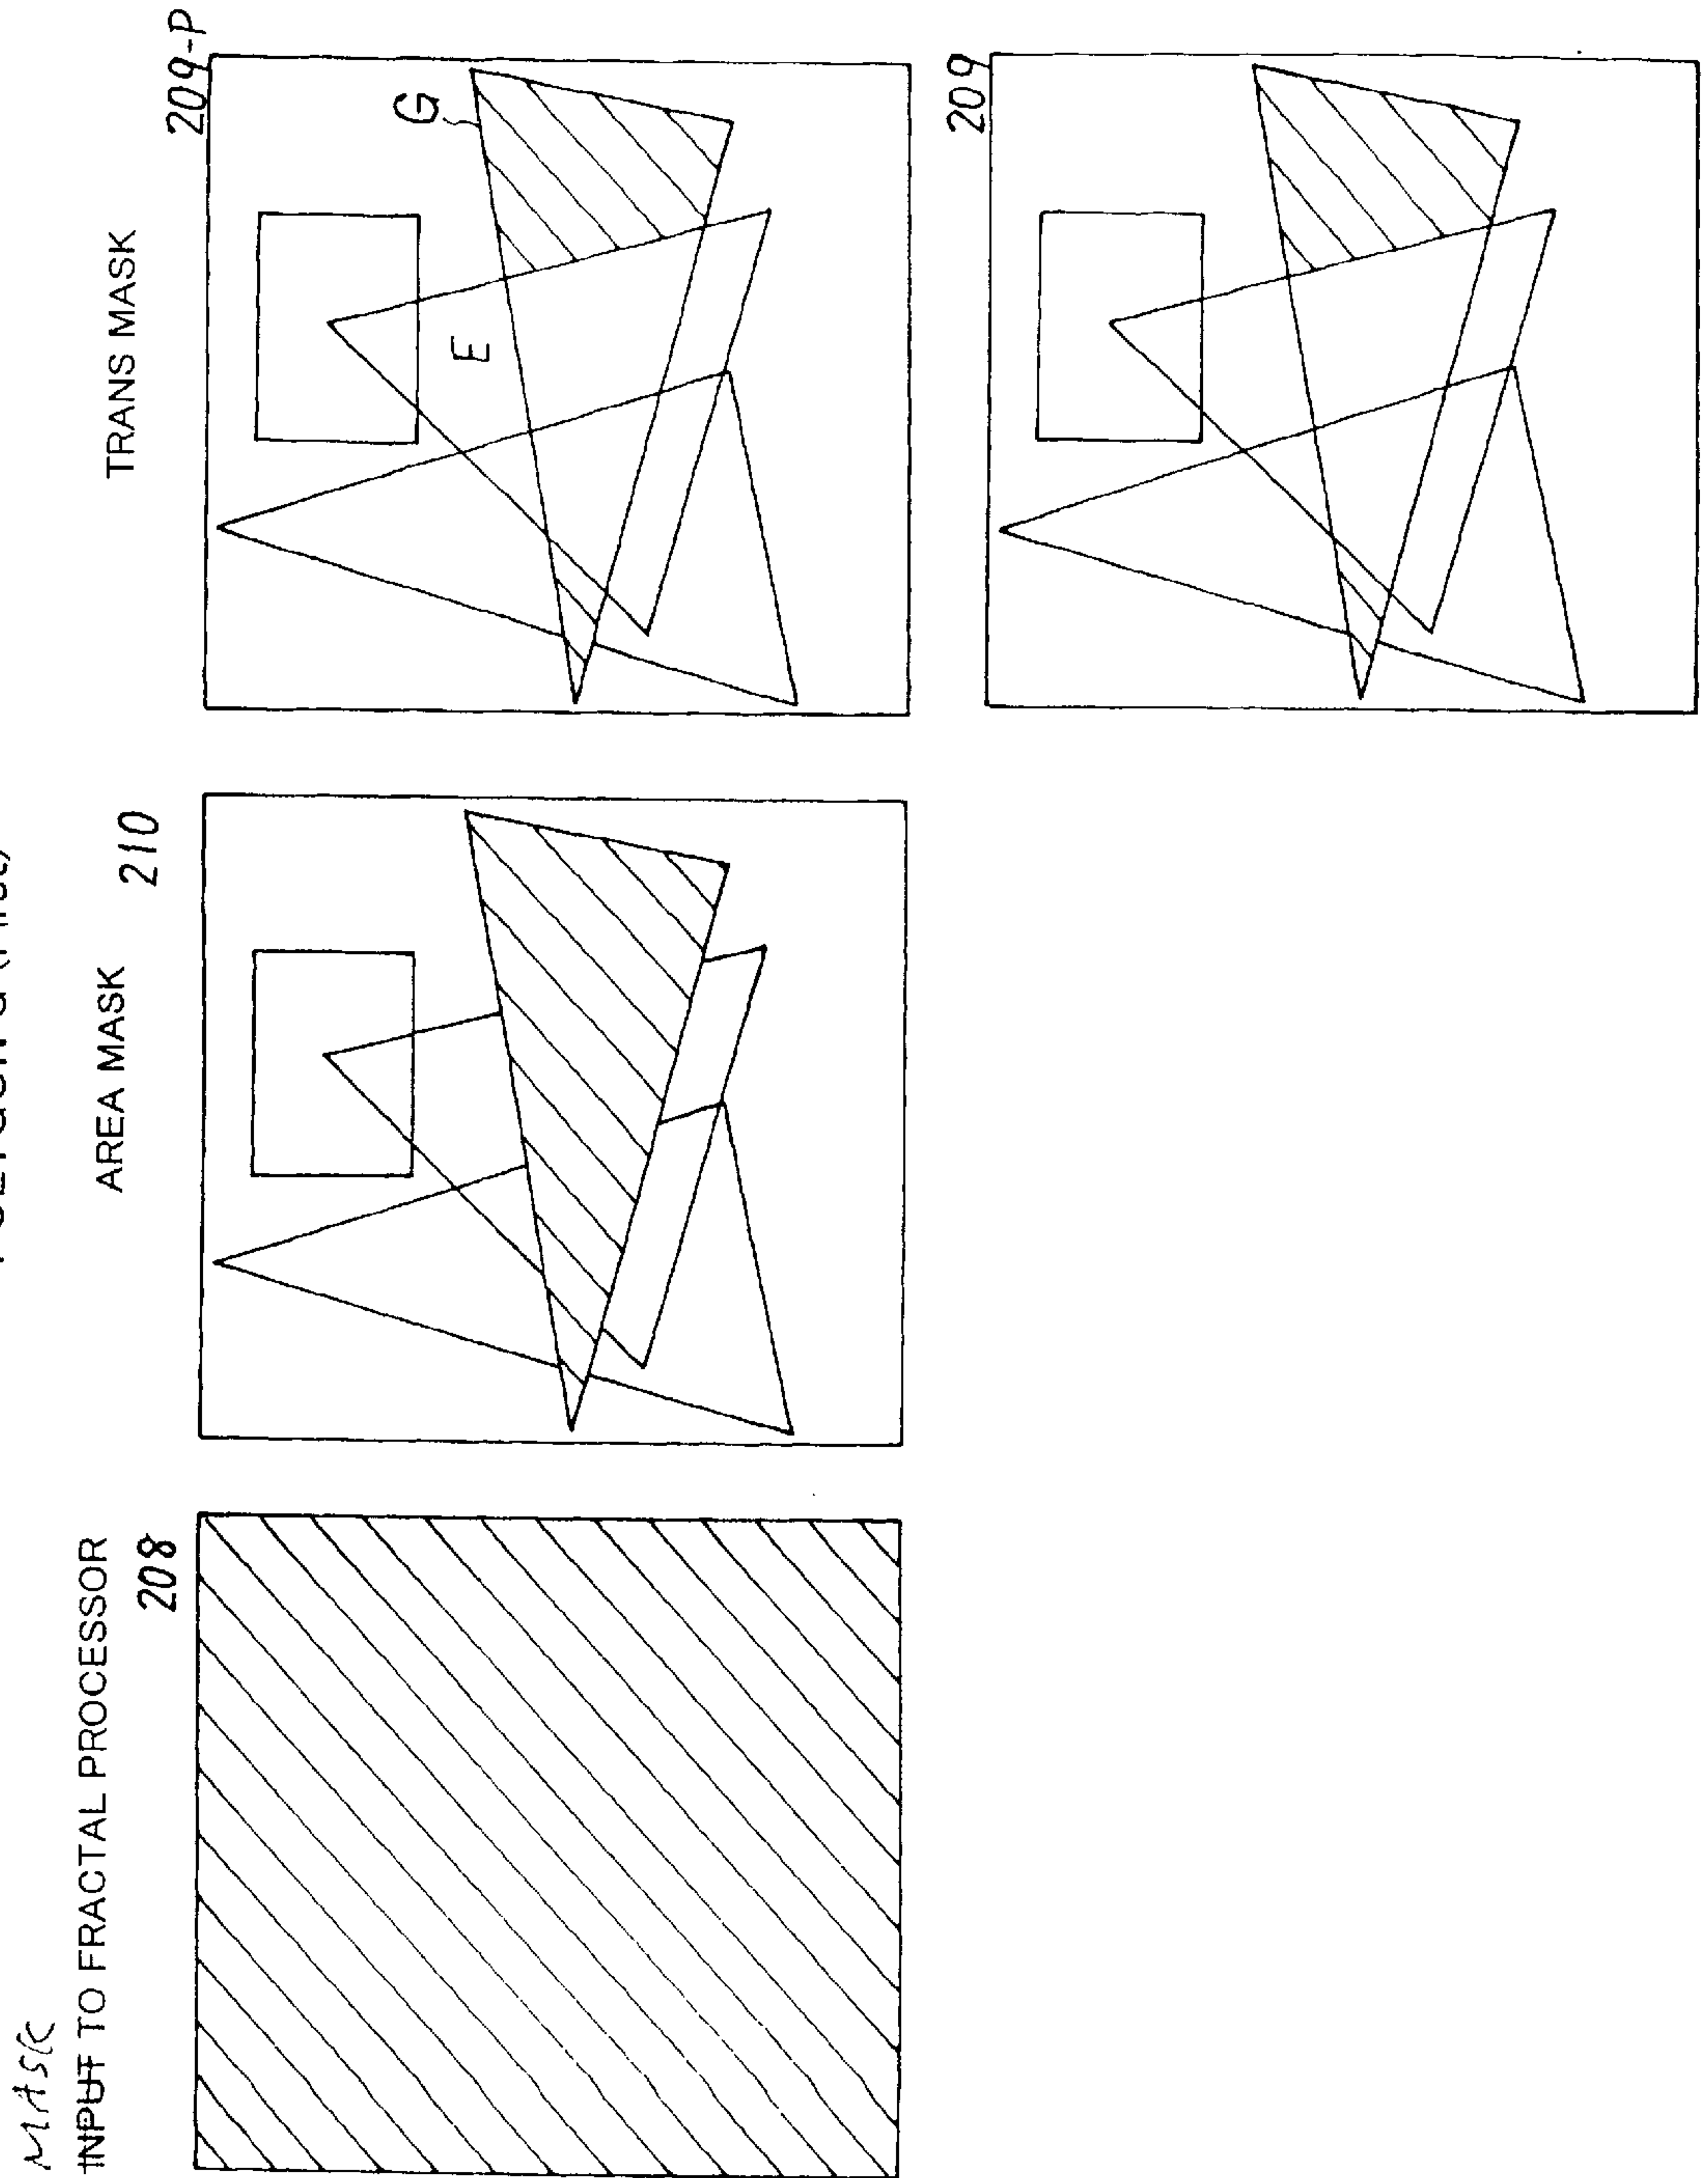 MASK
INPUT TO FRACTAL PROCESSOR
208
AREA MASK
210
TRANS MASK
209-P
G
E
209